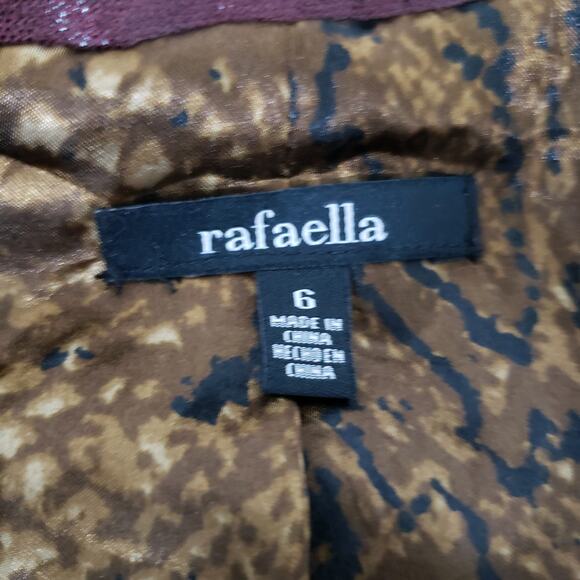 rafaella
6
MADE IN
CHINA
HECHO EN
CHINA